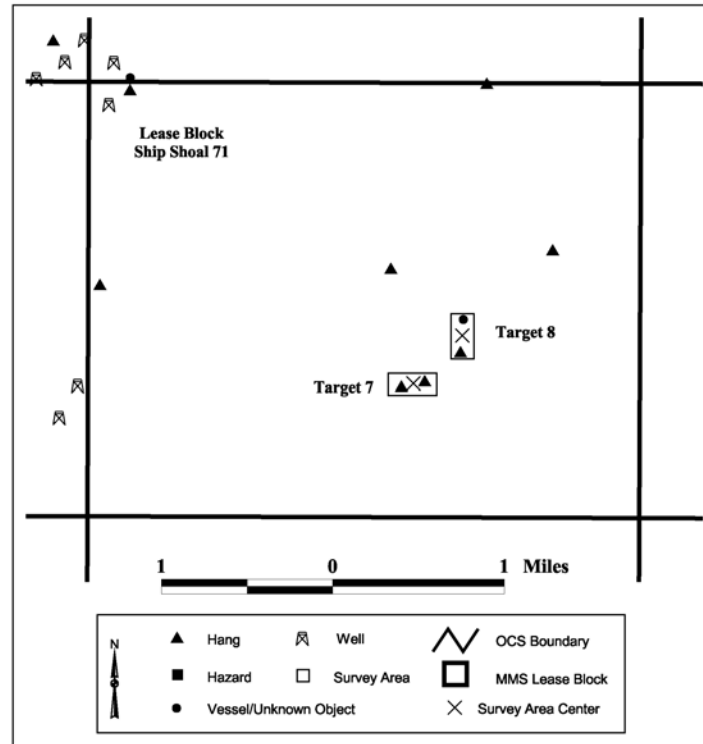 Lease Block
Ship Shoal 71
Target 8
Target 7
1 0 1 Miles
N
Hang Well OCS Boundary
Hazard Survey Area MMS Lease Block
Vessel/Unknown Object Survey Area Center